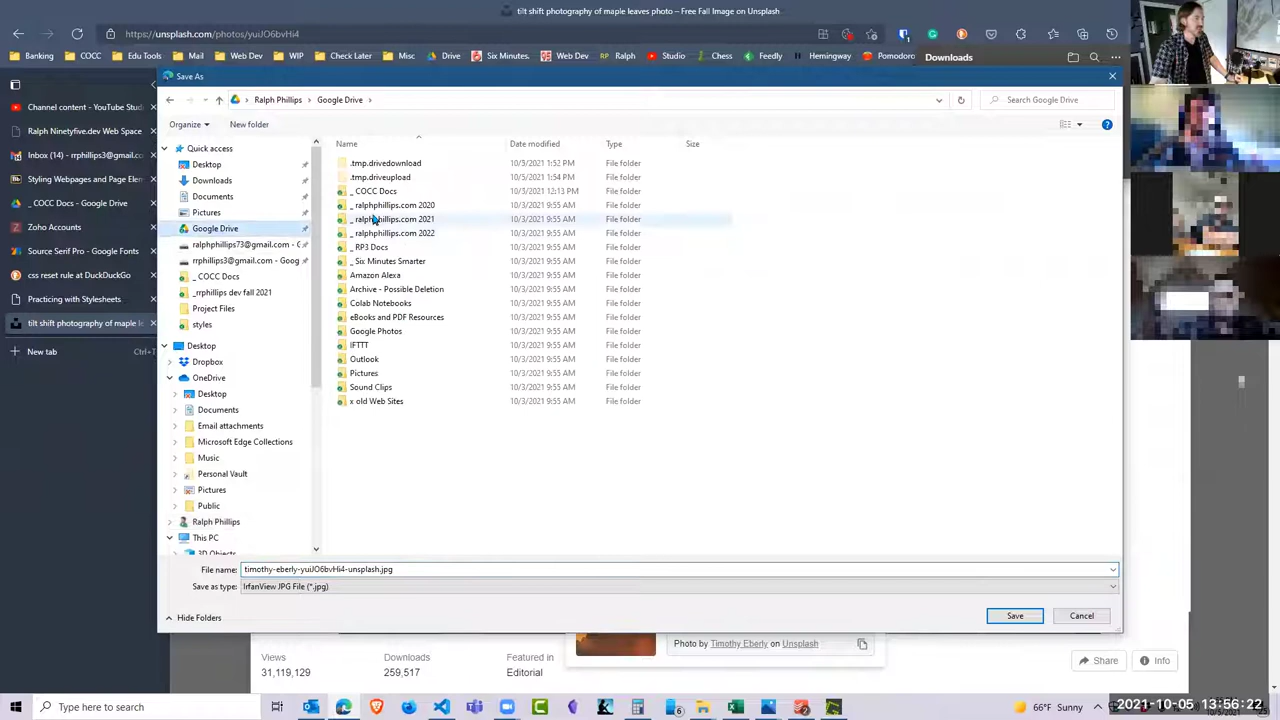 tilt shift photography of maple leaves photo – Free Fall Image on Unsplash
https://unsplash.com/photos/yuiJO6bvHi4
Banking COCC Edu Tools Web Dev WIP Check Later Misc Drive Six Minutes. Web Dev Ralph Studio Chess Feedly Hemingway Pomodoro Downloads
Save As
Ralph Phillips Google Drive
Search Google Drive
Organize New folder
Channel content - YouTube Stu
Ralph Ninetyfive.dev Web Space
Inbox (14) - rrphillips3@gmail.c
Styling Webpages and Page Ele
_ COCC Docs - Google Drive
Zoho Accounts
Source Serif Pro - Google Fonts
css reset rule at DuckDuckGo
Practicing with Stylesheets
tilt shift photography of maple l
New tab Ctrl+T
Quick access
Desktop
Downloads
Documents
Pictures
Google Drive
ralphphillips73@gmail.com - G
rrphillips3@gmail.com - Goog
_ COCC Docs
_rrphillips dev fall 2021
Project Files
styles
Desktop
Dropbox
OneDrive
Desktop
Documents
Email attachments
Microsoft Edge Collections
Music
Personal Vault
Pictures
Public
Ralph Phillips
This PC
3D Objects
Name Date modified Type Size
.tmp.drivedownload 10/5/2021 1:52 PM File folder
.tmp.driveupload 10/5/2021 1:54 PM File folder
_ COCC Docs 10/3/2021 12:13 PM File folder
_ ralphphillips.com 2020 10/3/2021 9:55 AM File folder
_ ralphphillips.com 2021 10/3/2021 9:55 AM File folder
_ ralphphillips.com 2022 10/3/2021 9:55 AM File folder
_ RP3 Docs 10/3/2021 9:55 AM File folder
_ Six Minutes Smarter 10/3/2021 9:55 AM File folder
Amazon Alexa 10/3/2021 9:55 AM File folder
Archive - Possible Deletion 10/3/2021 9:55 AM File folder
Colab Notebooks 10/3/2021 9:55 AM File folder
eBooks and PDF Resources 10/3/2021 9:55 AM File folder
Google Photos 10/3/2021 9:55 AM File folder
IFTTT 10/3/2021 9:55 AM File folder
Outlook 10/3/2021 9:55 AM File folder
Pictures 10/3/2021 9:55 AM File folder
Sound Clips 10/3/2021 9:55 AM File folder
x old Web Sites 10/3/2021 9:55 AM File folder
File name: timothy-eberly-yuiJO6bvHi4-unsplash.jpg
Save as type: IrfanView JPG File (*.jpg)
Hide Folders
Save Cancel
Photo by Timothy Eberly on Unsplash
Views Downloads Featured in
31,119,129 259,517 Editorial
Share Info
Type here to search
66°F Sunny
2021-10-05 13:56:22